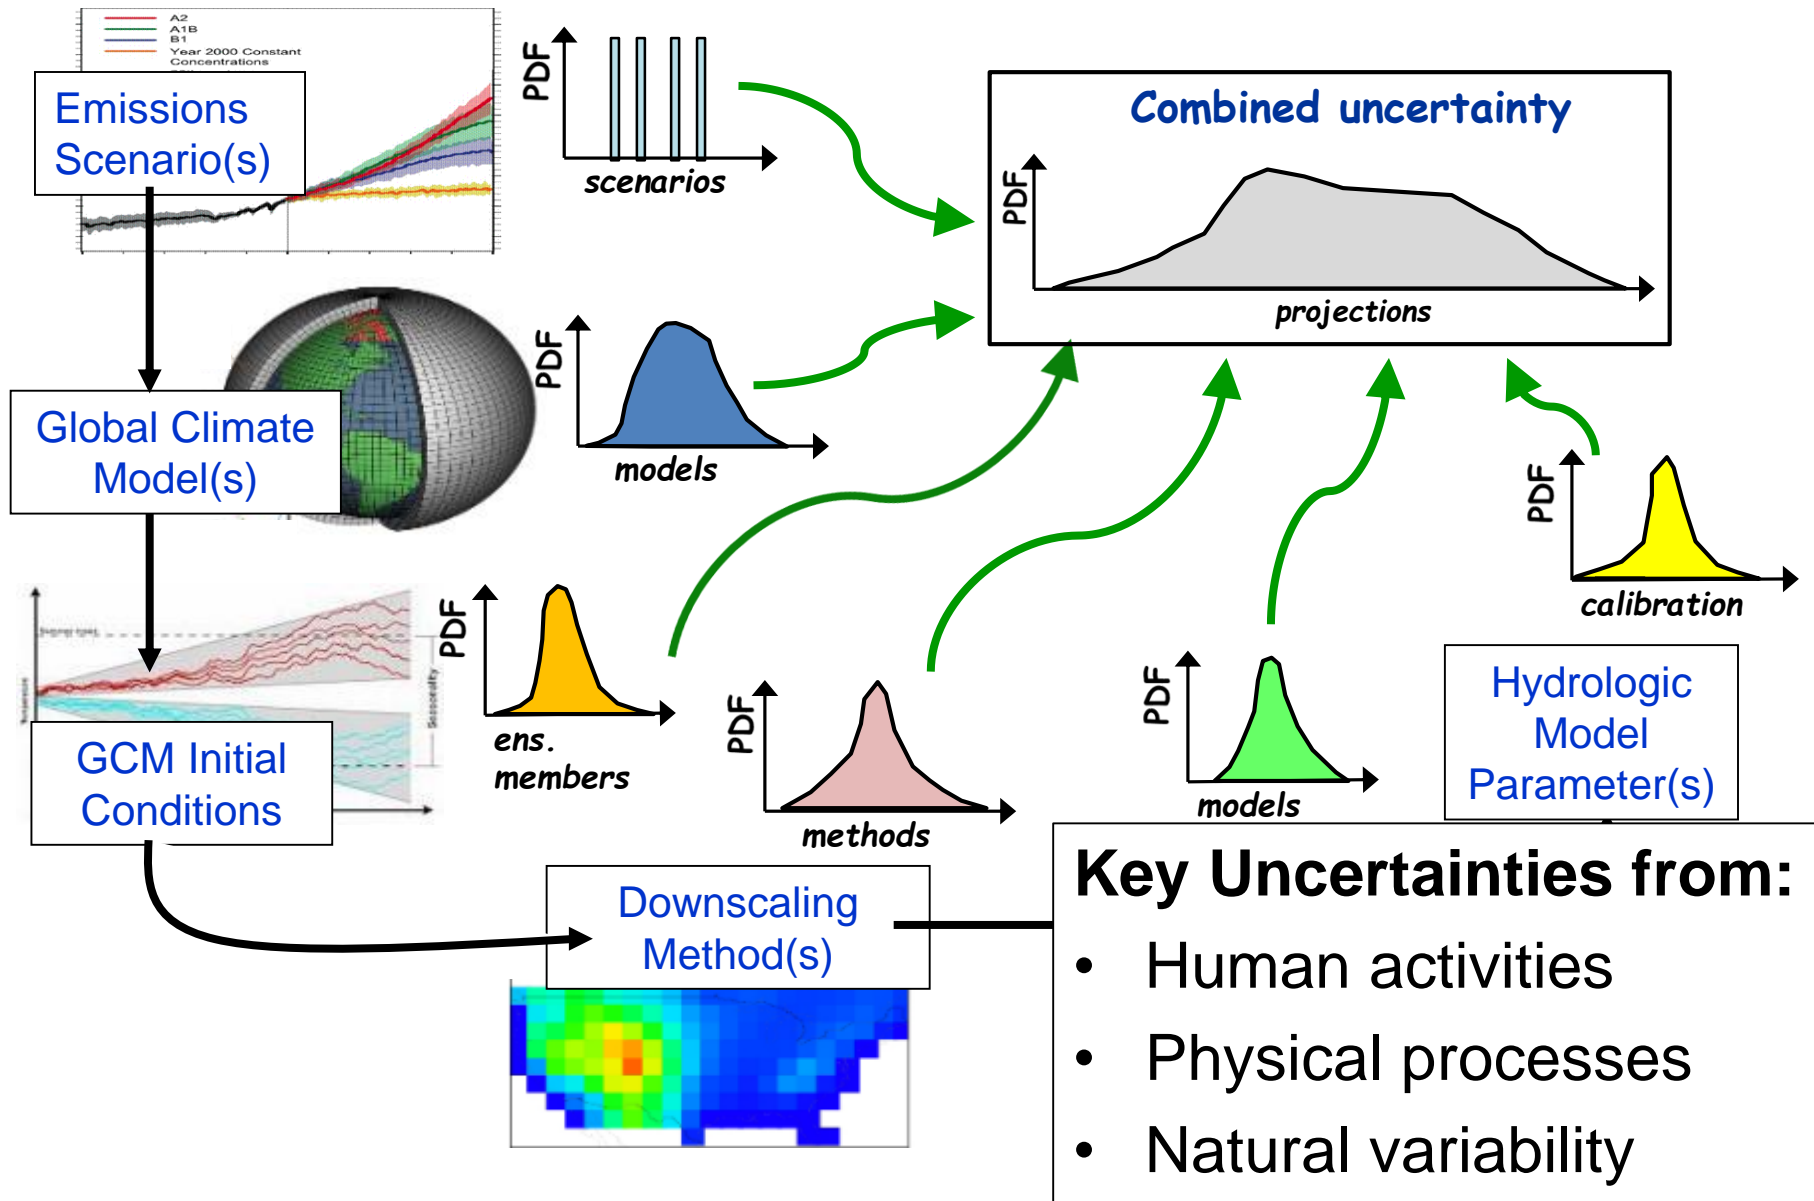 A2
A1B
B1
Year 2000 Constant
Concentrations
Emissions
Scenario(s)
PDF
scenarios
Combined uncertainty
PDF
projections
Global Climate
Model(s)
PDF
models
PDF
calibration
GCM Initial
Conditions
PDF
ens.
members
PDF
methods
PDF
models
Hydrologic
Model
Parameter(s)
Downscaling
Method(s)
Key Uncertainties from:
• Human activities
• Physical processes
• Natural variability